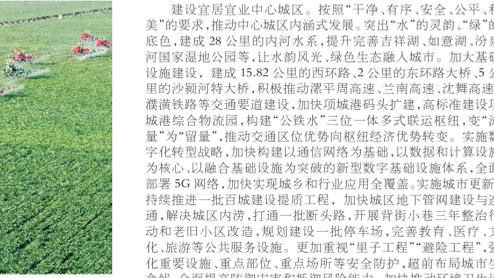 建设宜居宜业中心城区。按照“干净、有序、安全、公平、
美”的要求，推动中心城区内涵式发展。突出“水”的灵韵、“绿”的
底色，建成 28 公里的内河水系，提升完善吉祥湖、如意湖、汾泉
河国家湿地公园等，让水韵风光、绿色生态融入城市。加大基础
设施建设，建成 15.82 公里的西环路、2 公里的东环路大桥、5 公
里的沙颍河特大桥，积极推动漯平周高速、兰南高速、沈舞高速
濮潢铁路等交通要道建设，加快项城港码头扩建，高标准建设项
城港综合物流园，构建“公铁水”三位一体多式联运枢纽，变“流
量”为“留量”，推动交通区位优势向枢纽经济优势转变。实施数
字化转型战略，加快构建以通信网络为基础，以数据和计算设施
为核心、以融合基础设施为突破的新型数字基础设施体系，全面
部署 5G 网络，加快实现城乡和行业应用全覆盖。实施城市更新
持续推进一批百城建设提质工程，加快城区地下管网建设与连
通，解决城区内涝，打通一批断头路，开展背街小巷三年整治行
动和老旧小区改造，规划建设一批停车场，完善教育、医疗、文
化、旅游等公共服务设施。更加重视“里子工程”“避险工程”，
化重要设施、重点部位、重点场所等安全防护，超前布局城市